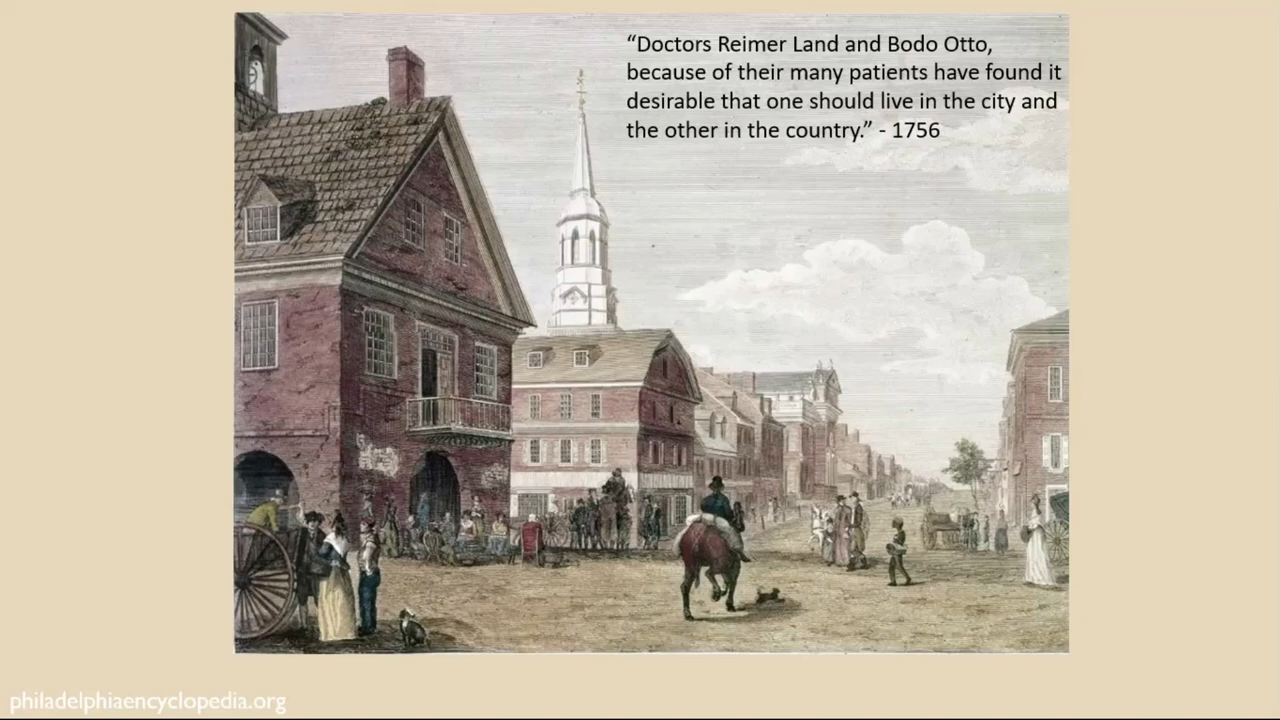 “Doctors Reimer Land and Bodo Otto,
because of their many patients have found it
desirable that one should live in the city and
the other in the country.” - 1756
philadelphiaencyclopedia.org